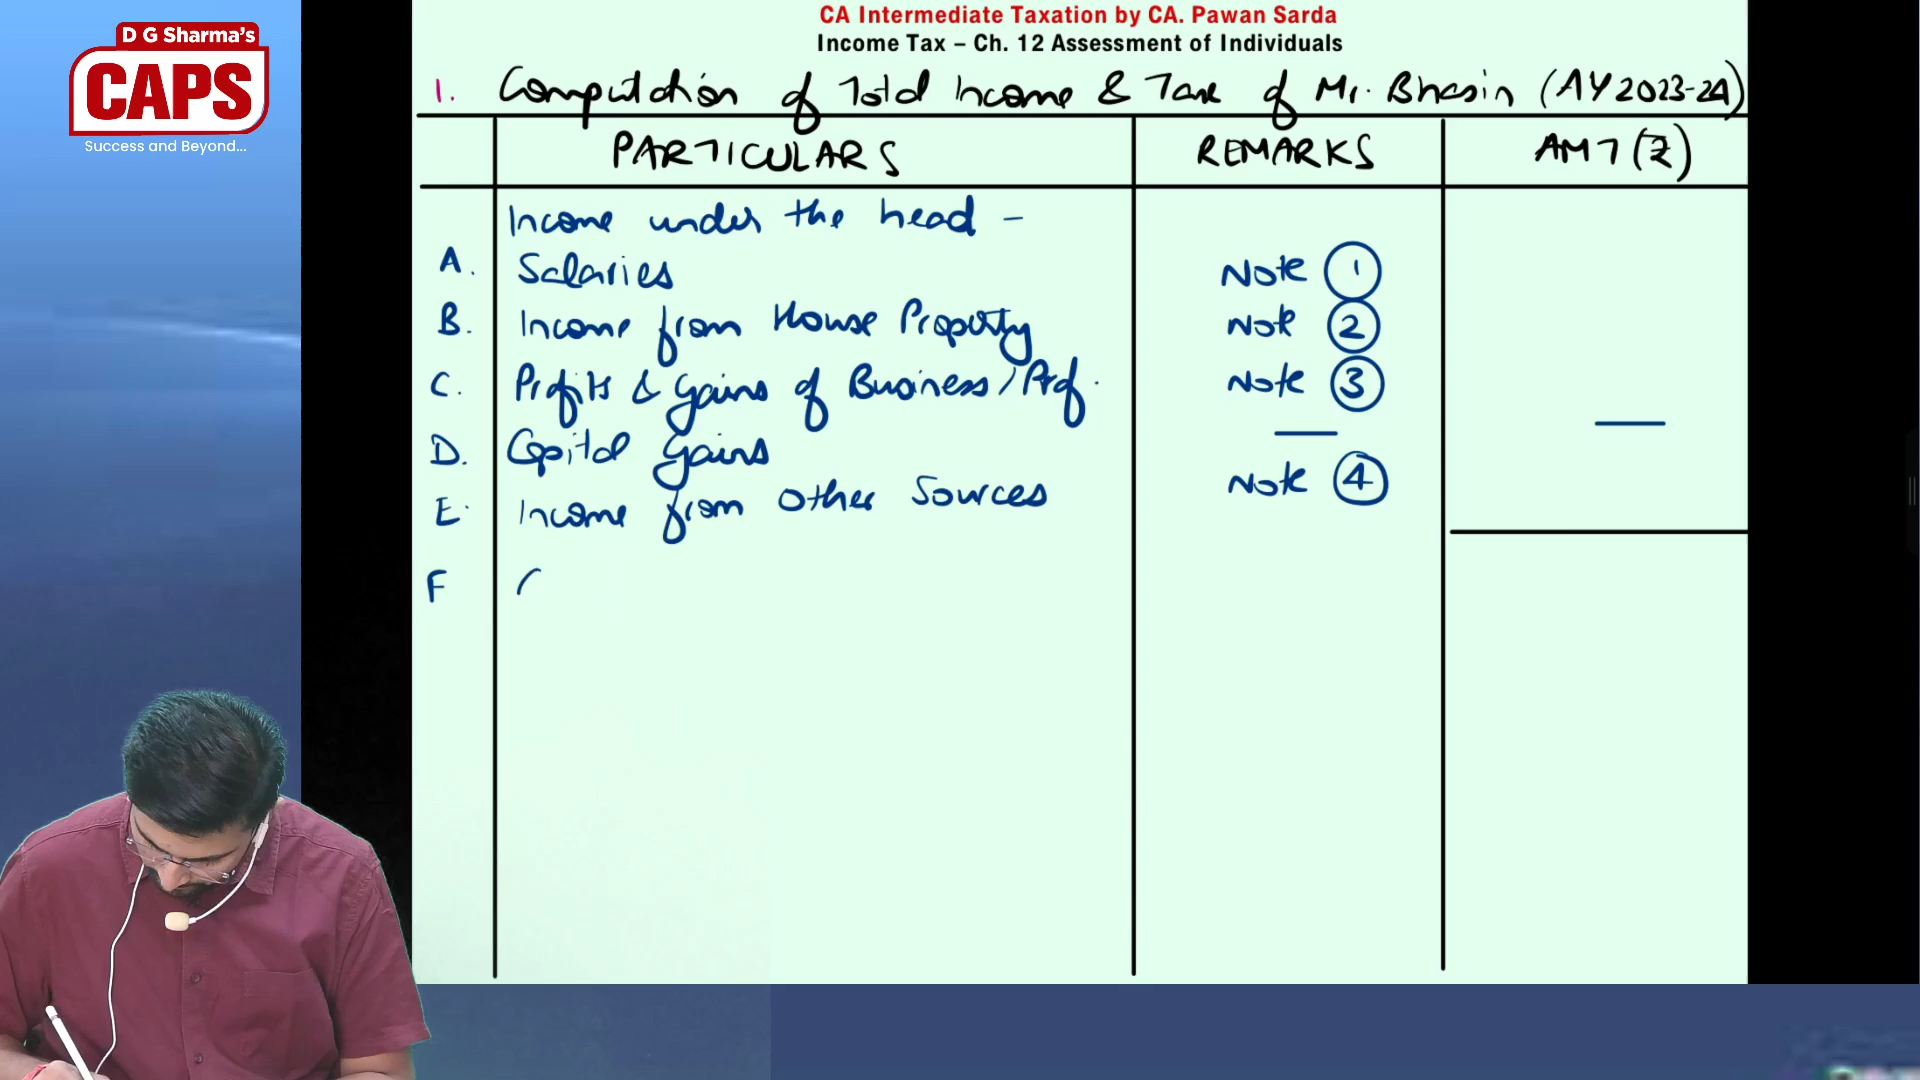 D G Sharma's
CAPS
Success and Beyond...
CA Intermediate Taxation by CA. Pawan Sarda
Income Tax – Ch. 12 Assessment of Individuals
1. Computation of Total Income & Tax of Mr. Bhasin (AY 2023-24)
PARTICULARS REMARKS AMT (₹)
Income under the head -
A. Salaries Note 1
B. Income from House Property Note 2
C. Profits & Gains of Business / Prof. Note 3
D. Capital Gains — —
E. Income from Other Sources Note 4
F